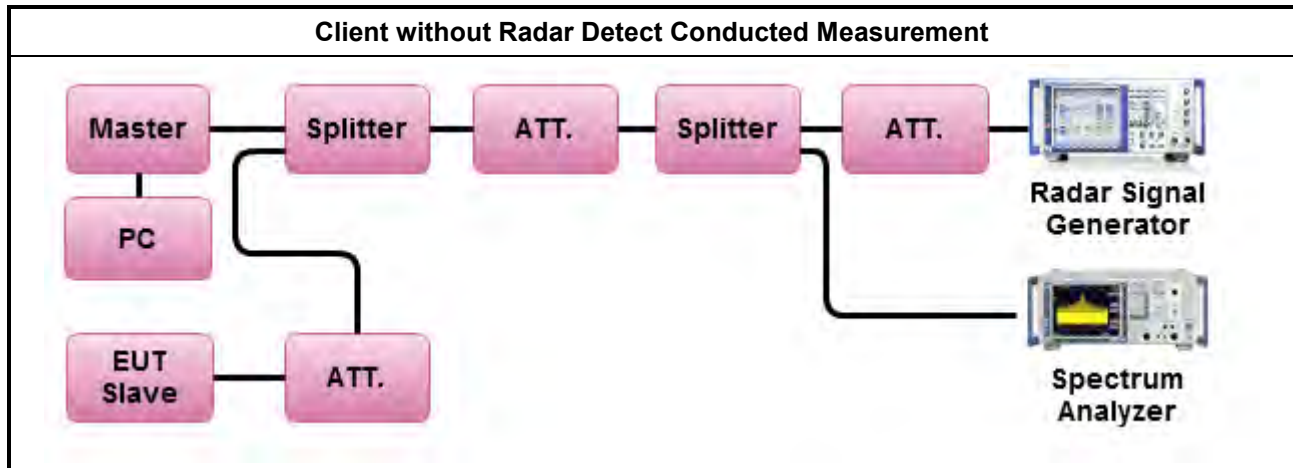 Client without Radar Detect Conducted Measurement
Master
Splitter
ATT.
Splitter
ATT.
Radar Signal
Generator
PC
EUT
Slave
ATT.
Spectrum
Analyzer